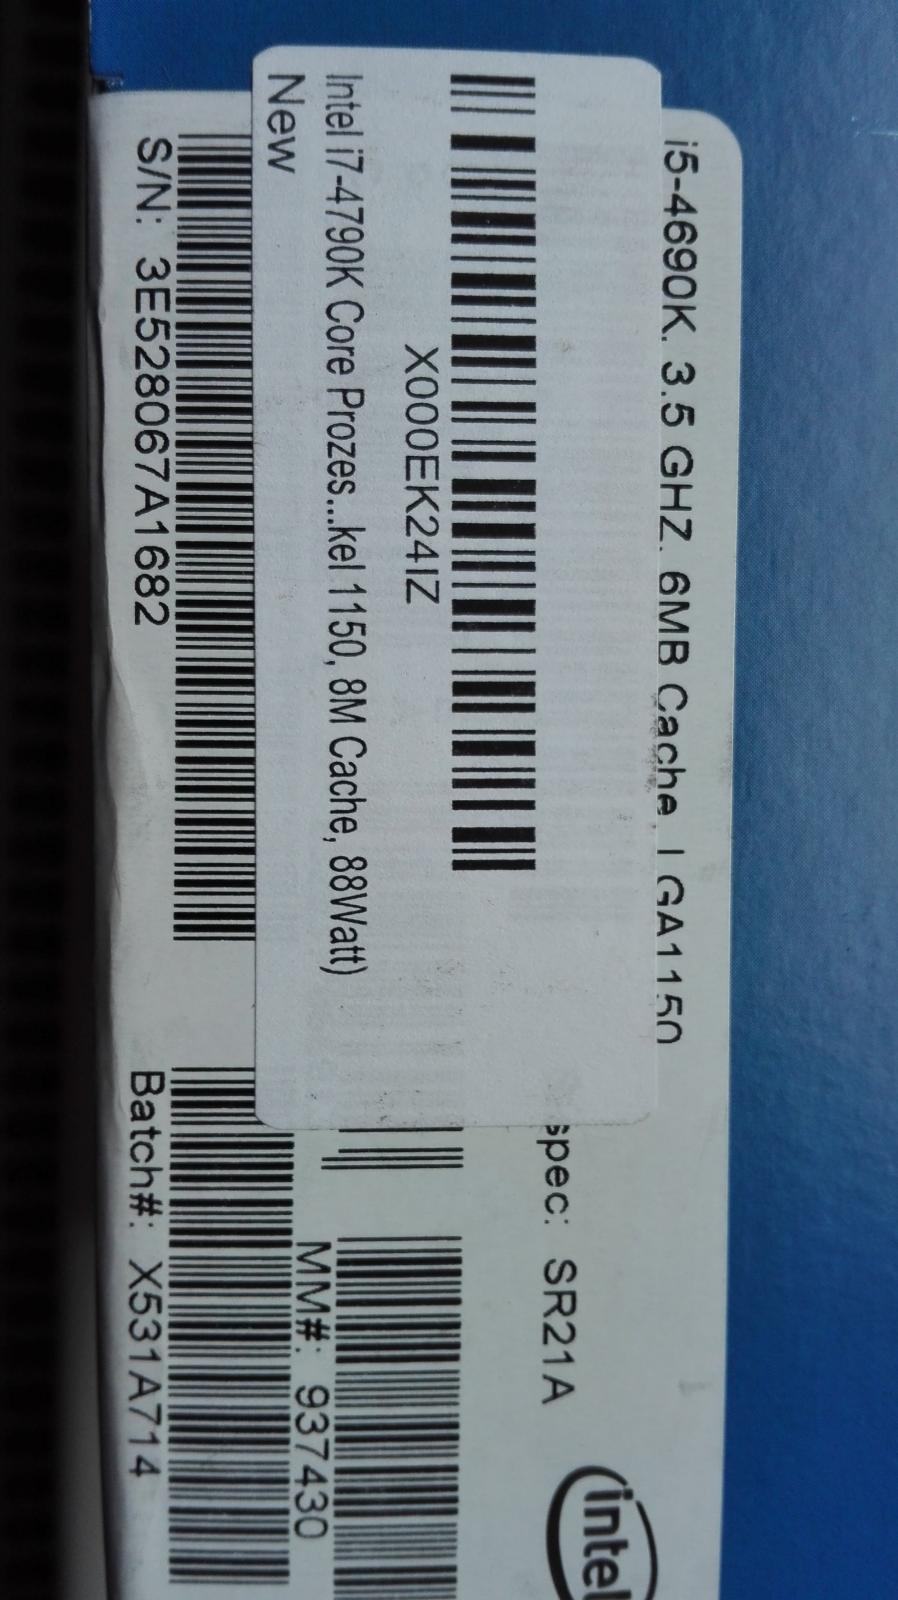 i5-4690K. 3.5 GHZ. 6MB Cache LGA1150
X000EK24IZ
Intel i7-4790K Core Prozes...kel 1150, 8M Cache, 88Watt)
New
spec: SR21A
intel
MM#: 937430
S/N: 3E528067A1682
Batch#: X531A714